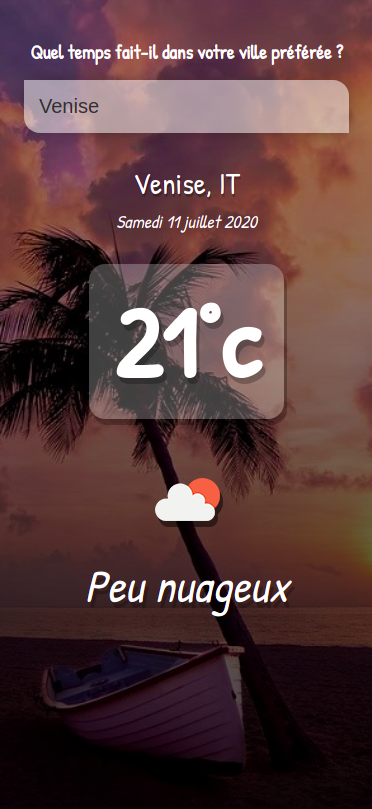 Quel temps fait-il dans votre ville préférée ?
Venise
Venise, IT
Samedi 11 juillet 2020
21°c
Peu nuageux